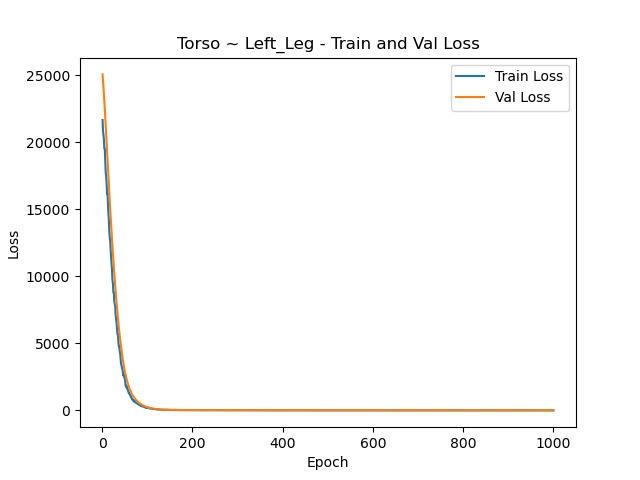 Torso ~ Left_Leg - Train and Val Loss
Train Loss
Val Loss
25000
20000
15000
10000
5000
0
Loss
0 200 400 600 800 1000
Epoch